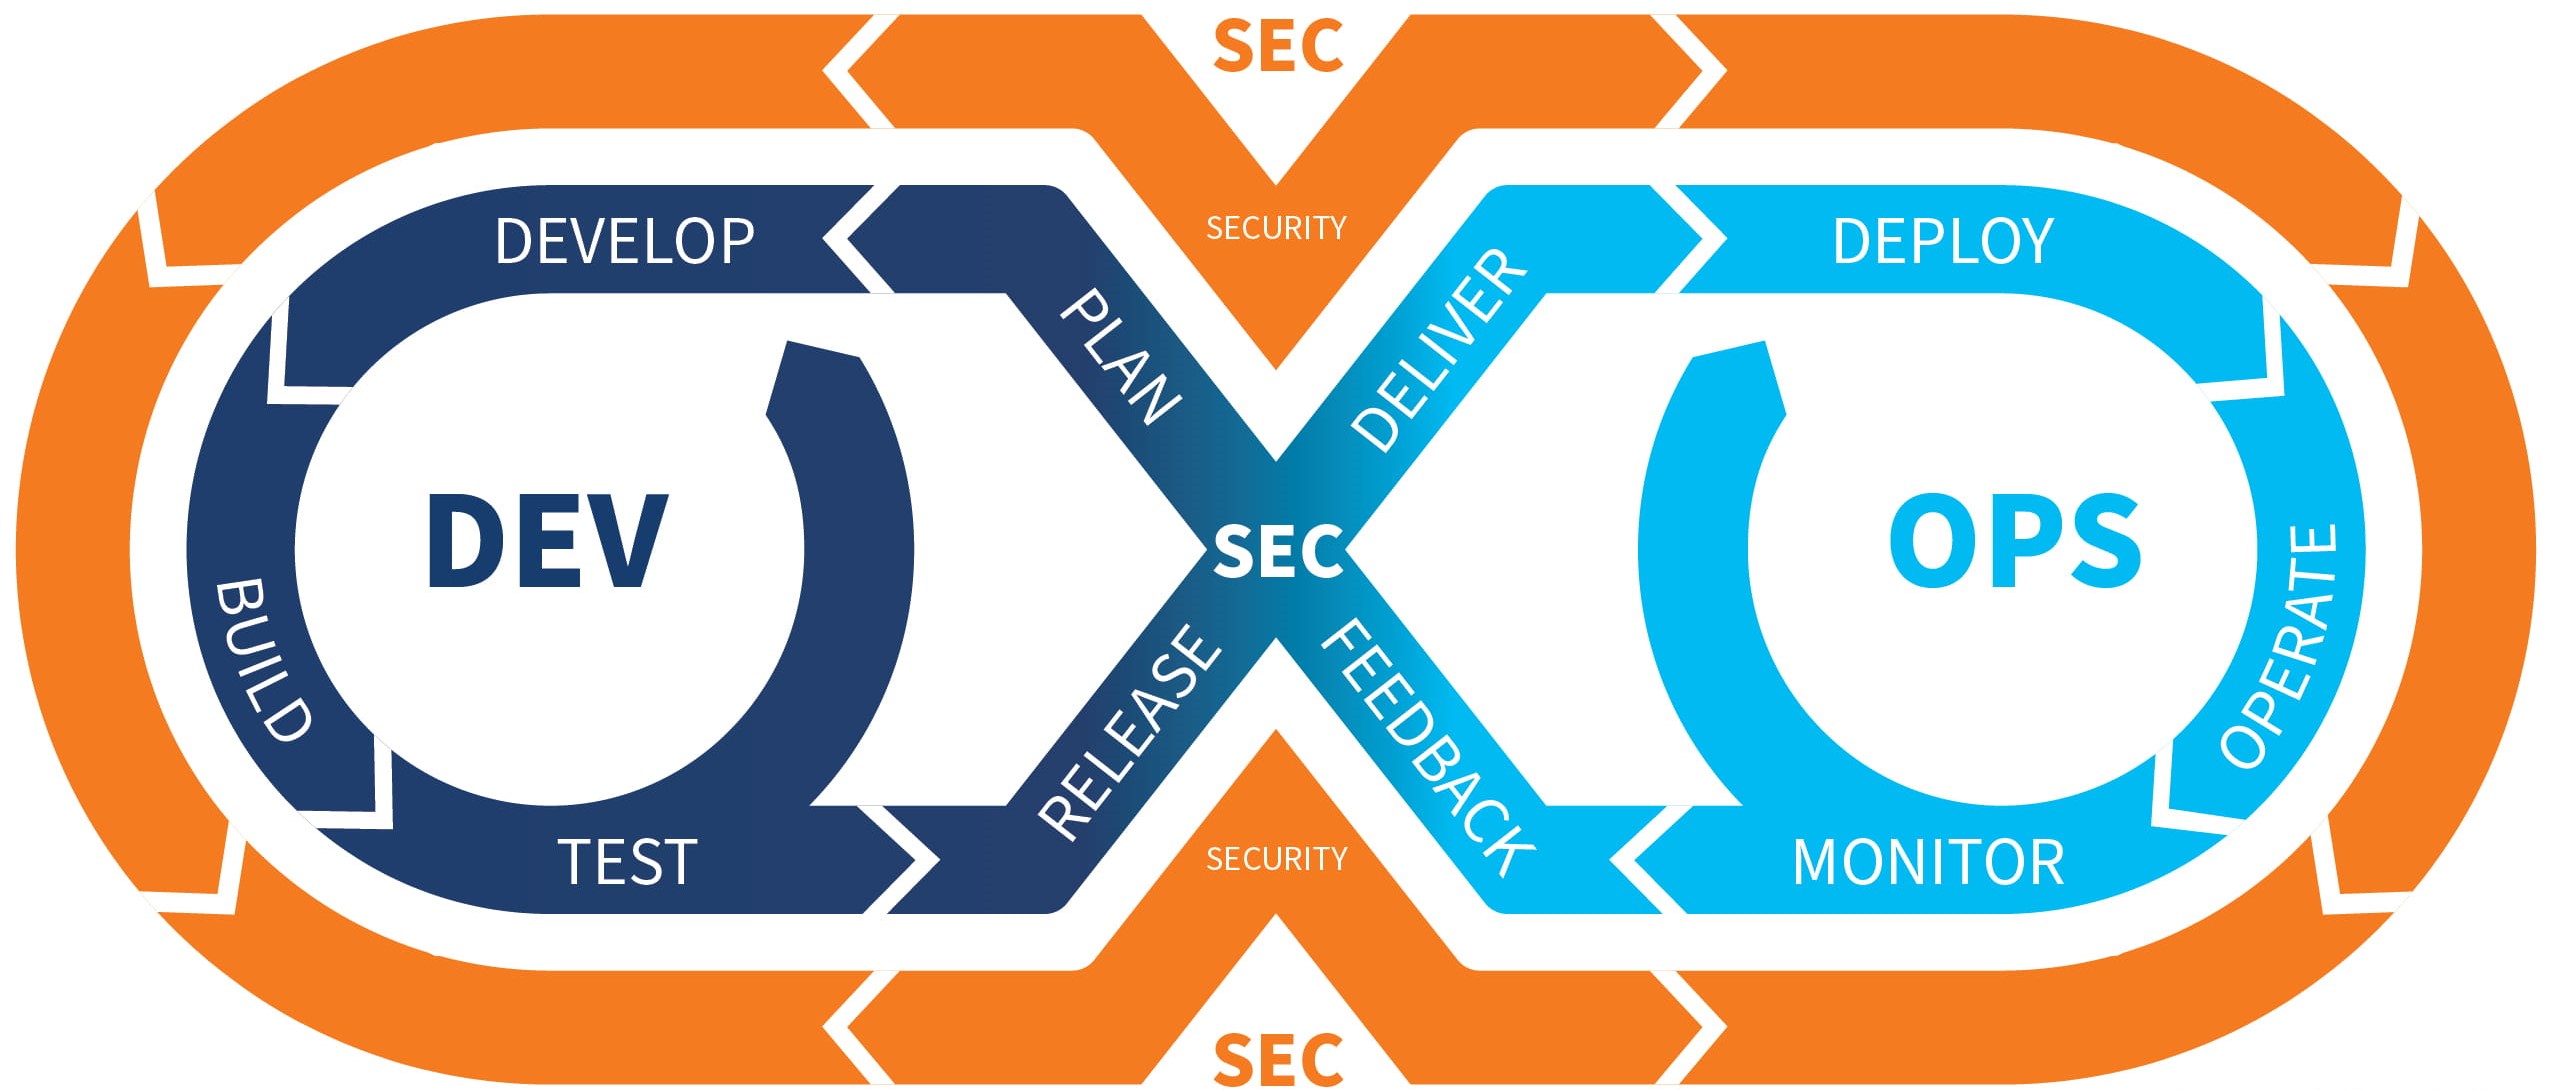 SEC
SECURITY
DEVELOP
PLAN
DELIVER
DEPLOY
DEV
SEC
OPS
BUILD
OPERATE
RELEASE
FEEDBACK
TEST
SECURITY
MONITOR
SEC